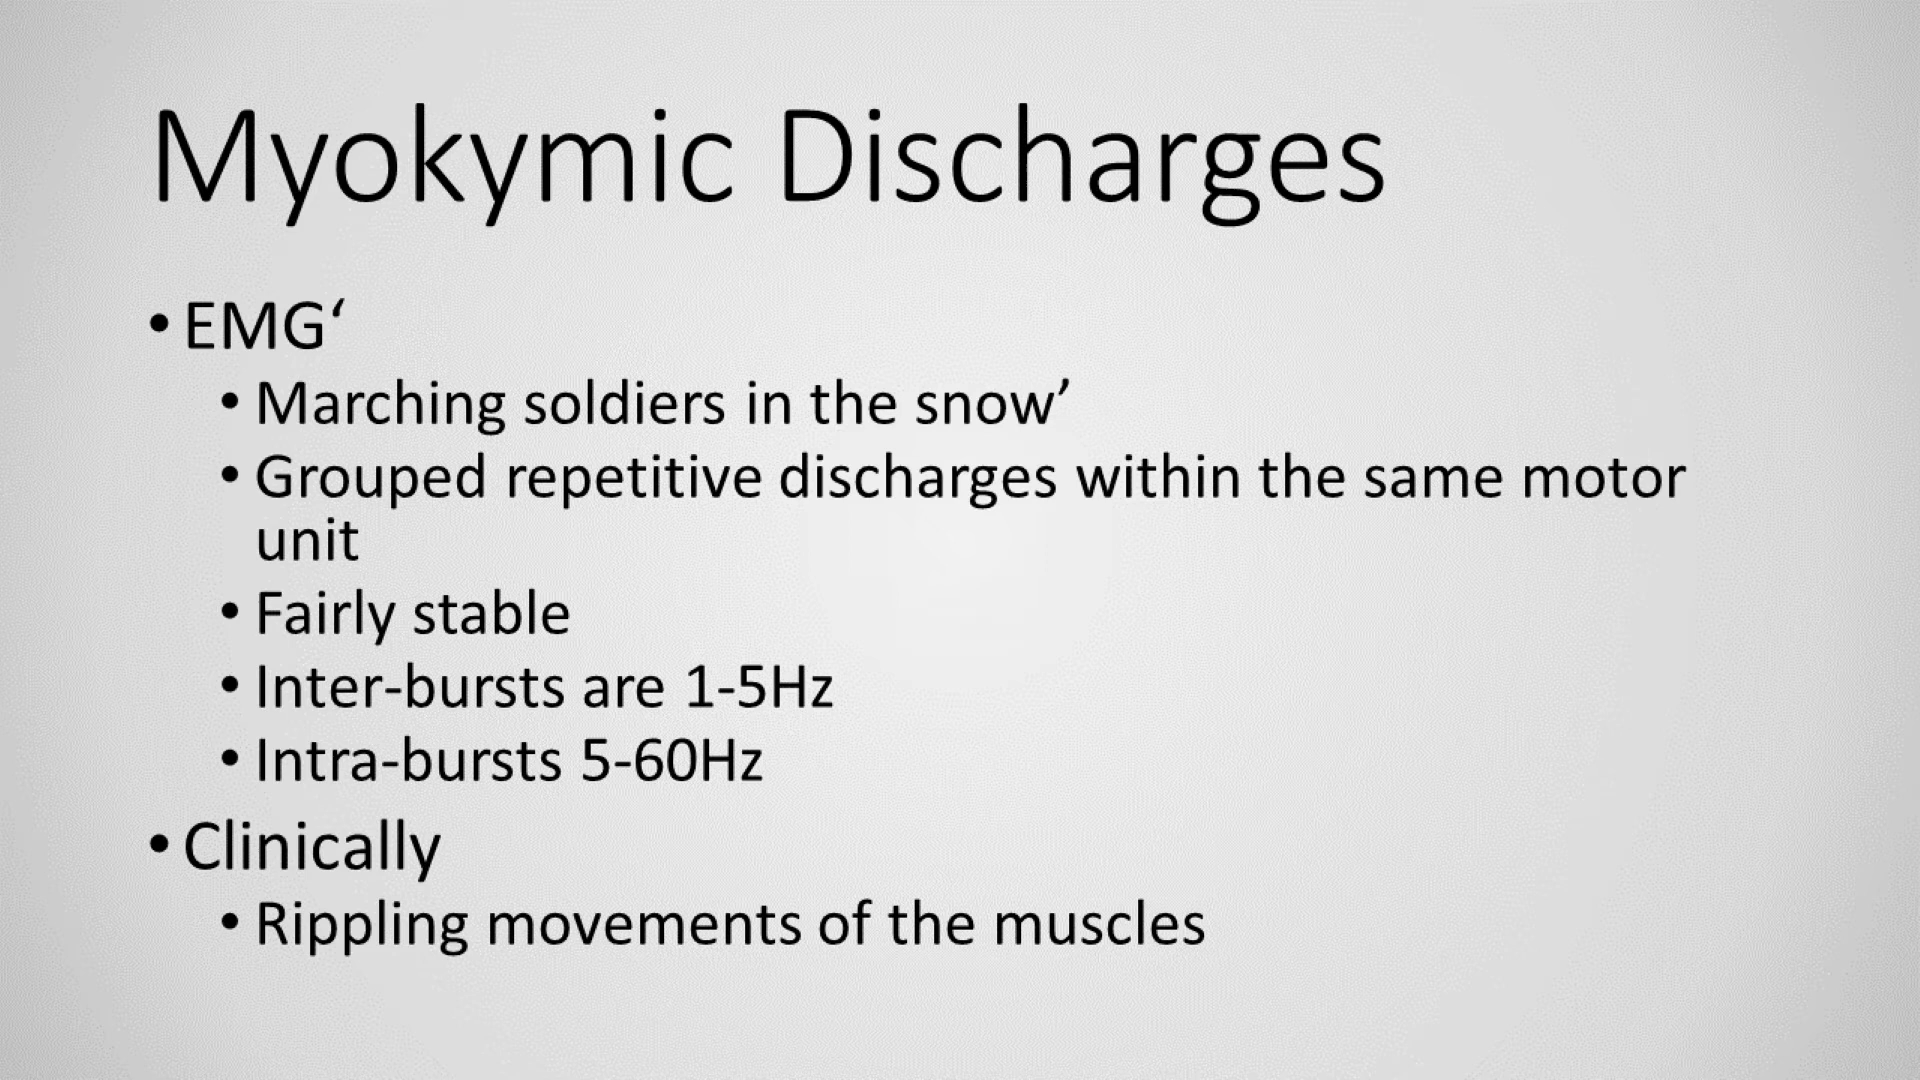 Myokymic Discharges
• EMG‘
• Marching soldiers in the snow’
• Grouped repetitive discharges within the same motor
unit
• Fairly stable
• Inter-bursts are 1-5Hz
• Intra-bursts 5-60Hz
• Clinically
• Rippling movements of the muscles